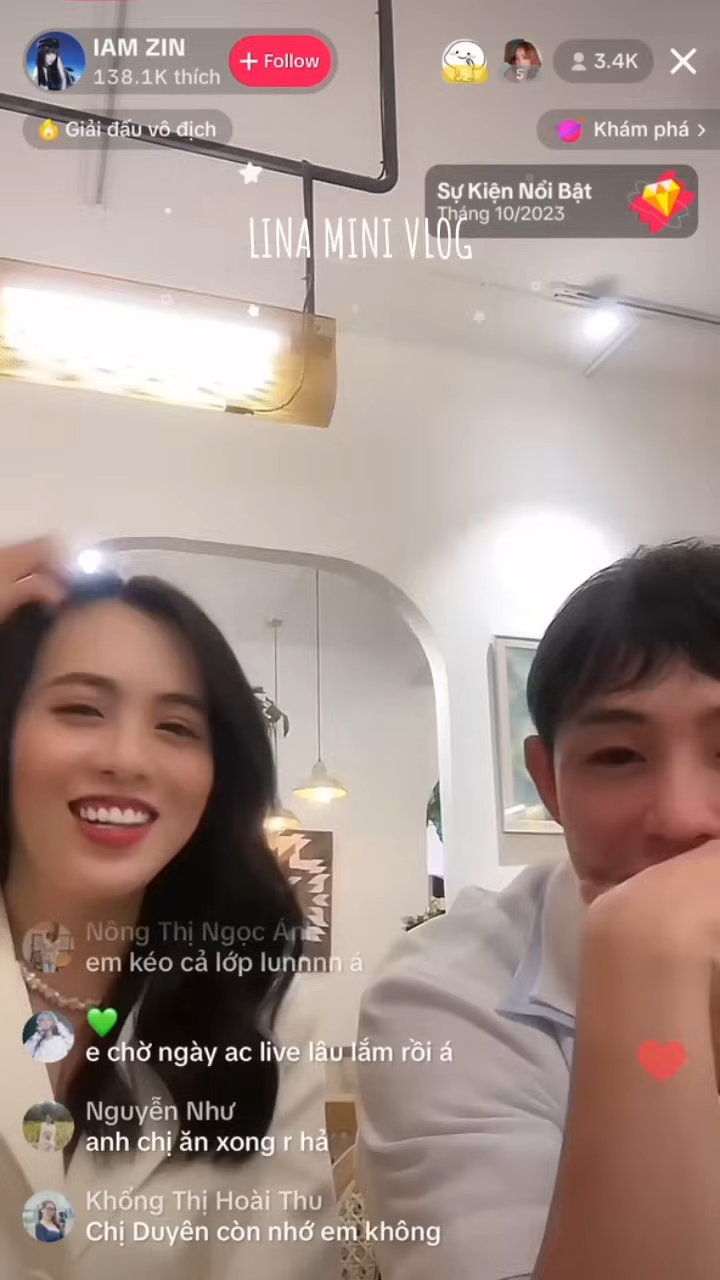 IAM ZIN
138.1K thích
+ Follow
5
3.4K
Giải đấu vô địch
Khám phá
Sự Kiện Nổi Bật
Tháng 10/2023
LINA MINI VLOG
Nông Thị Ngọc Ánh
em kéo cả lớp lunnnn á
e chờ ngày ac live lâu lắm rồi á
Nguyễn Như
anh chị ăn xong r hả
Khổng Thị Hoài Thu
Chị Duyên còn nhớ em không